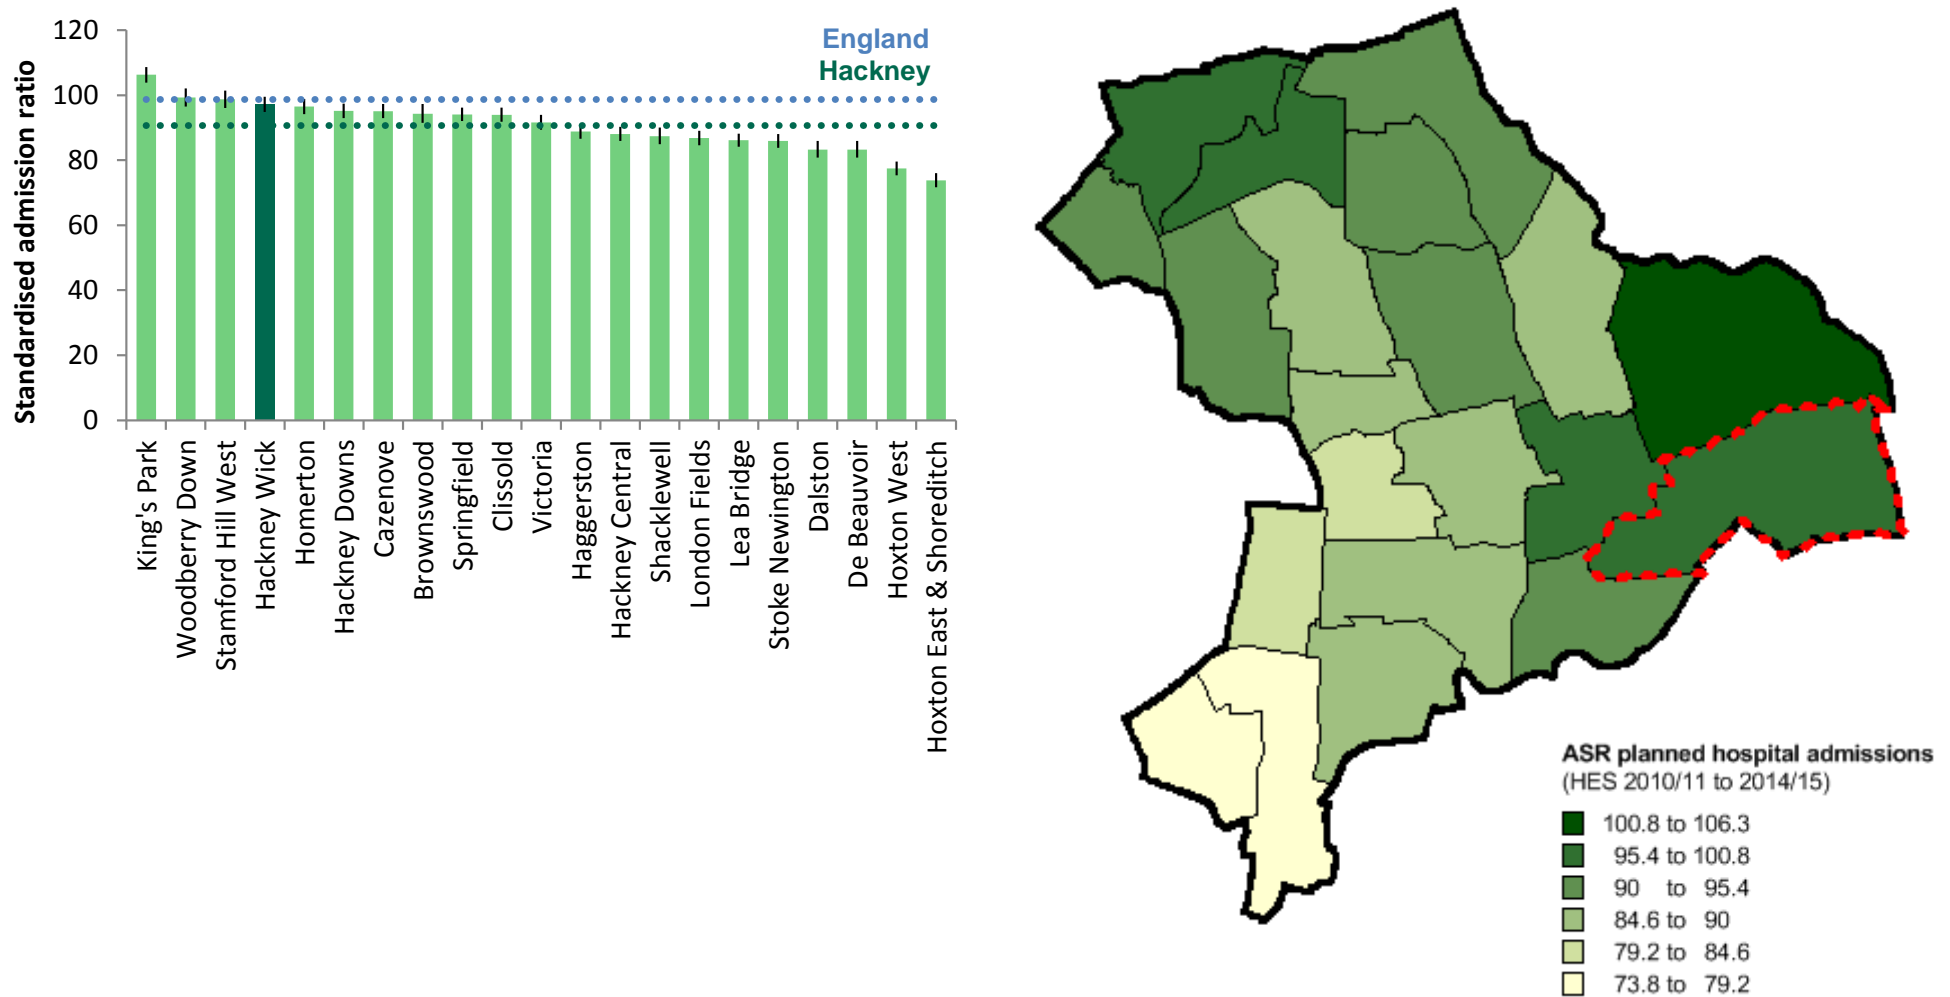 Standardised admission ratio
120
100
80
60
40
20
0
England
Hackney
King's Park
Woodberry Down
Stamford Hill West
Hackney Wick
Homerton
Hackney Downs
Cazenove
Brownswood
Springfield
Clissold
Victoria
Haggerston
Hackney Central
Shacklewell
London Fields
Lea Bridge
Stoke Newington
Dalston
De Beauvoir
Hoxton West
Hoxton East & Shoreditch
ASR planned hospital admissions
(HES 2010/11 to 2014/15)
100.8 to 106.3
95.4 to 100.8
90 to 95.4
84.6 to 90
79.2 to 84.6
73.8 to 79.2